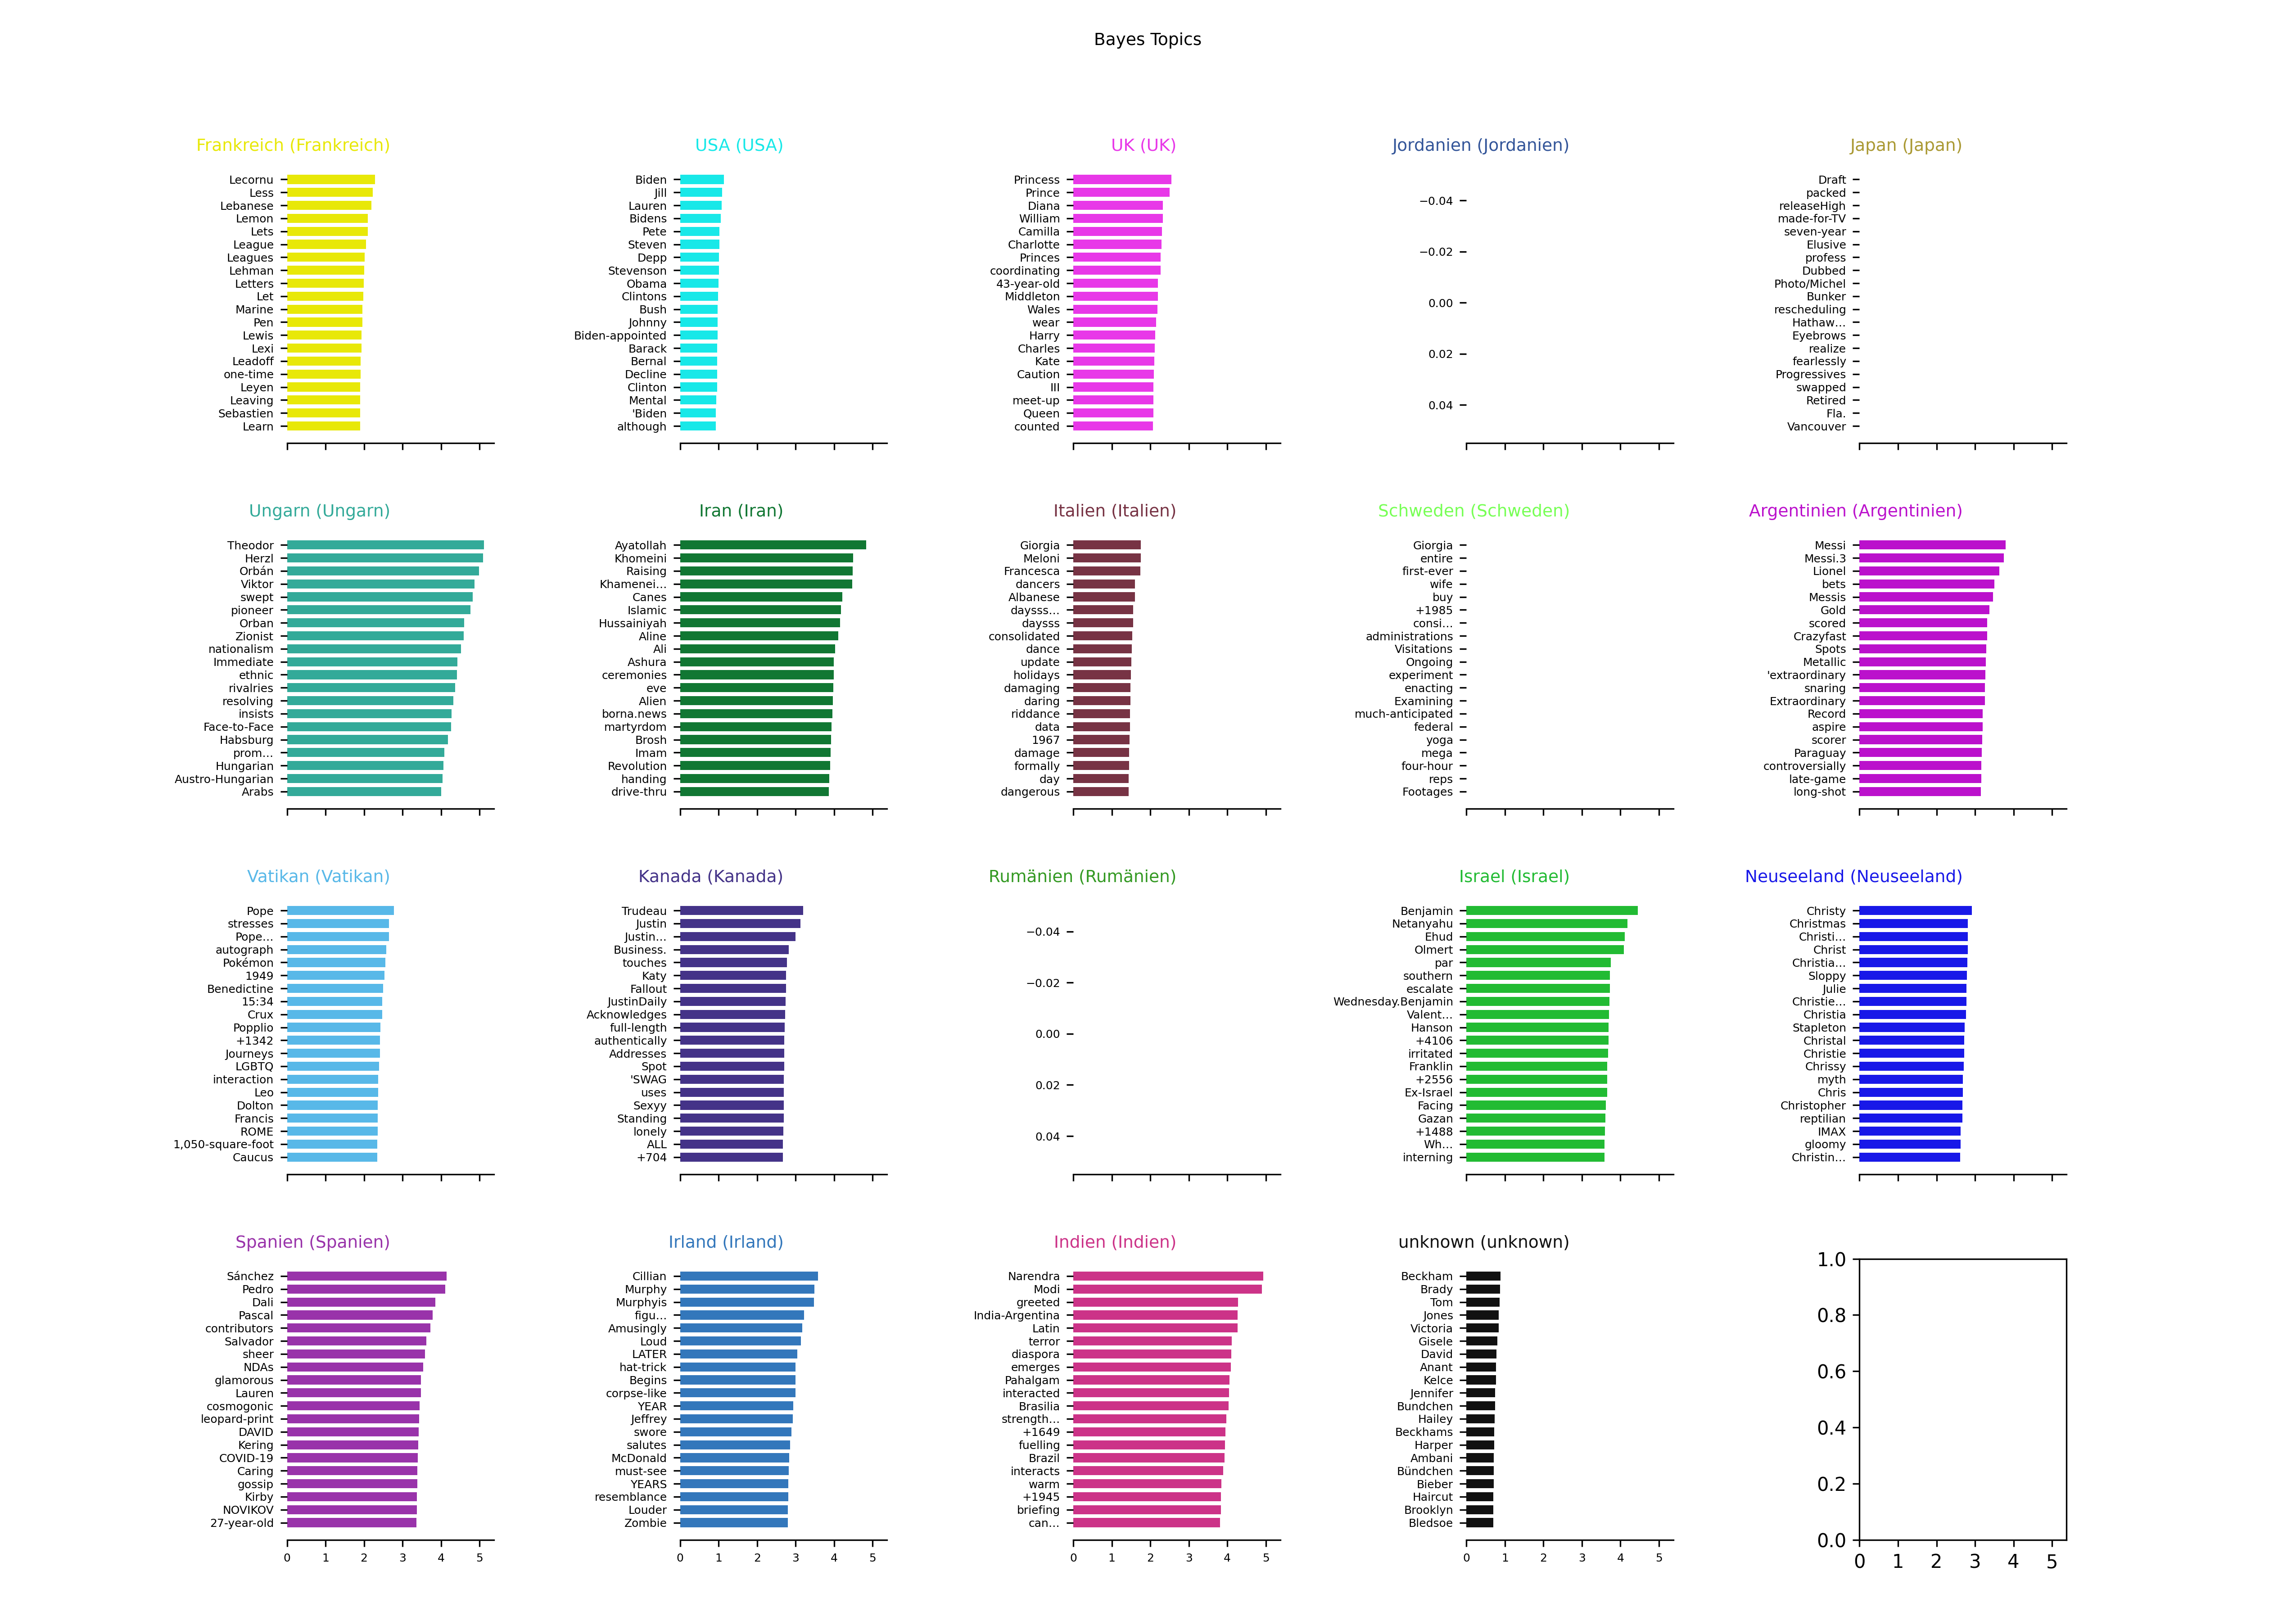 Bayes Topics
Frankreich (Frankreich)
Lecornu
Less
Lebanese
Lemon
Lets
League
Leagues
Lehman
Letters
Let
Marine
Pen
Lewis
Lexi
Leadoff
one-time
Leyen
Leaving
Sebastien
Learn
USA (USA)
Biden
Jill
Lauren
Bidens
Pete
Steven
Depp
Stevenson
Obama
Clintons
Bush
Johnny
Biden-appointed
Barack
Bernal
Decline
Clinton
Mental
'Biden
although
UK (UK)
Princess
Prince
Diana
William
Camilla
Charlotte
Princes
coordinating
43-year-old
Middleton
Wales
wear
Harry
Charles
Kate
Caution
III
meet-up
Queen
counted
Jordanien (Jordanien)
−0.04
−0.02
0.00
0.02
0.04
Japan (Japan)
Draft
packed
releaseHigh
made-for-TV
seven-year
Elusive
profess
Dubbed
Photo/Michel
Bunker
rescheduling
Hathaw…
Eyebrows
realize
fearlessly
Progressives
swapped
Retired
Fla.
Vancouver
Ungarn (Ungarn)
Theodor
Herzl
Orbán
Viktor
swept
pioneer
Orban
Zionist
nationalism
Immediate
ethnic
rivalries
resolving
insists
Face-to-Face
Habsburg
prom…
Hungarian
Austro-Hungarian
Arabs
Iran (Iran)
Ayatollah
Khomeini
Raising
Khamenei…
Canes
Islamic
Hussainiyah
Aline
Ali
Ashura
ceremonies
eve
Alien
borna.news
martyrdom
Brosh
Imam
Revolution
handing
drive-thru
Italien (Italien)
Giorgia
Meloni
Francesca
dancers
Albanese
daysss…
daysss
consolidated
dance
update
holidays
damaging
daring
riddance
data
1967
damage
formally
day
dangerous
Schweden (Schweden)
Giorgia
entire
first-ever
wife
buy
+1985
consi…
administrations
Visitations
Ongoing
experiment
enacting
Examining
much-anticipated
federal
yoga
mega
four-hour
reps
Footages
Argentinien (Argentinien)
Messi
Messi.3
Lionel
bets
Messis
Gold
scored
Crazyfast
Spots
Metallic
'extraordinary
snaring
Extraordinary
Record
aspire
scorer
Paraguay
controversially
late-game
long-shot
Vatikan (Vatikan)
Pope
stresses
Pope…
autograph
Pokémon
1949
Benedictine
15:34
Crux
Popplio
+1342
Journeys
LGBTQ
interaction
Leo
Dolton
Francis
ROME
1,050-square-foot
Caucus
Kanada (Kanada)
Trudeau
Justin
Justin…
Business.
touches
Katy
Fallout
JustinDaily
Acknowledges
full-length
authentically
Addresses
Spot
'SWAG
uses
Sexyy
Standing
lonely
ALL
+704
Rumänien (Rumänien)
−0.04
−0.02
0.00
0.02
0.04
Israel (Israel)
Benjamin
Netanyahu
Ehud
Olmert
par
southern
escalate
Wednesday.Benjamin
Valent…
Hanson
+4106
irritated
Franklin
+2556
Ex-Israel
Facing
Gazan
+1488
Wh…
interning
Neuseeland (Neuseeland)
Christy
Christmas
Christi…
Christ
Christia…
Sloppy
Julie
Christie…
Christia
Stapleton
Christal
Christie
Chrissy
myth
Chris
Christopher
reptilian
IMAX
gloomy
Christin…
Spanien (Spanien)
Sánchez
Pedro
Dali
Pascal
contributors
Salvador
sheer
NDAs
glamorous
Lauren
cosmogonic
leopard-print
DAVID
Kering
COVID-19
Caring
gossip
Kirby
NOVIKOV
27-year-old
0 1 2 3 4 5
Irland (Irland)
Cillian
Murphy
Murphyis
figu…
Amusingly
Loud
LATER
hat-trick
Begins
corpse-like
YEAR
Jeffrey
swore
salutes
McDonald
must-see
YEARS
resemblance
Louder
Zombie
0 1 2 3 4 5
Indien (Indien)
Narendra
Modi
greeted
India-Argentina
Latin
terror
diaspora
emerges
Pahalgam
interacted
Brasilia
strength…
+1649
fuelling
Brazil
interacts
warm
+1945
briefing
can…
0 1 2 3 4 5
unknown (unknown)
Beckham
Brady
Tom
Jones
Victoria
Gisele
David
Anant
Kelce
Jennifer
Bundchen
Hailey
Beckhams
Harper
Ambani
Bündchen
Bieber
Haircut
Brooklyn
Bledsoe
0 1 2 3 4 5
1.0
0.8
0.6
0.4
0.2
0.0
0 1 2 3 4 5